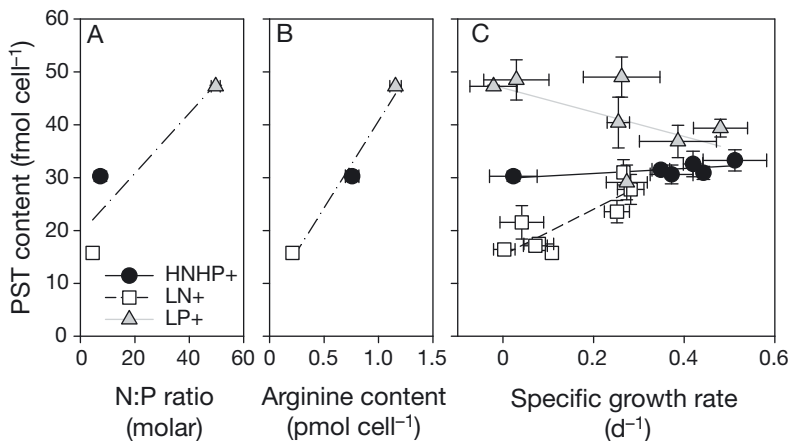 A
B
C
PST content (fmol cell⁻¹)
60
50
40
30
20
10
0
HNHP+
LN+
LP+
0 20 40 60
0 0.5 1.0 1.5
0 0.2 0.4 0.6
N:P ratio
(molar)
Arginine content
(pmol cell⁻¹)
Specific growth rate
(d⁻¹)